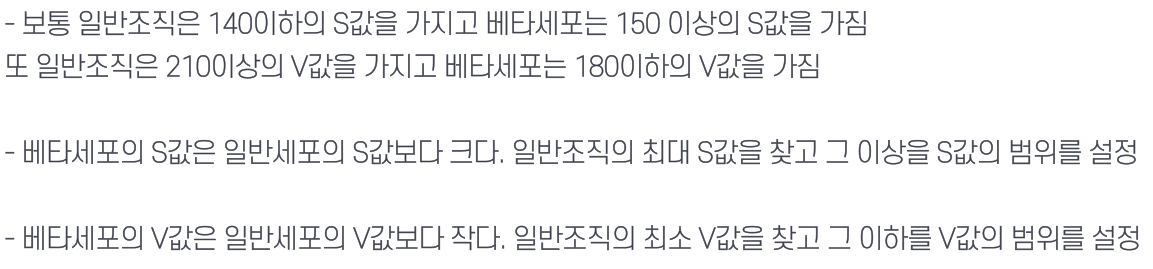 - 보통 일반조직은 140이하의 S값을 가지고 베타세포는 150 이상의 S값을 가짐
또 일반조직은 210이상의 V값을 가지고 베타세포는 180이하의 V값을 가짐
- 베타세포의 S값은 일반세포의 S값보다 크다. 일반조직의 최대 S값을 찾고 그 이상을 S값의 범위를 설정
- 베타세포의 V값은 일반세포의 V값보다 작다. 일반조직의 최소 V값을 찾고 그 이하를 V값의 범위를 설정